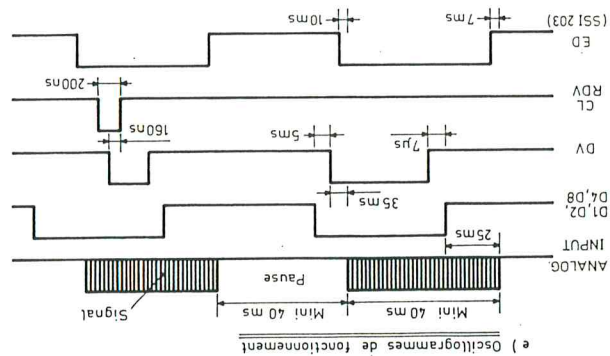 e) Oscillogrammes de fonctionnement
Mini 40 ms
Mini 40 ms
Pause
Signal
ANALOG.
INPUT
25ms
D1,D2,
D4,D8
35ms
DV
7µs
5ms
160ns
CL
RDV
200ns
ED
(SSI 203)
7ms
10ms